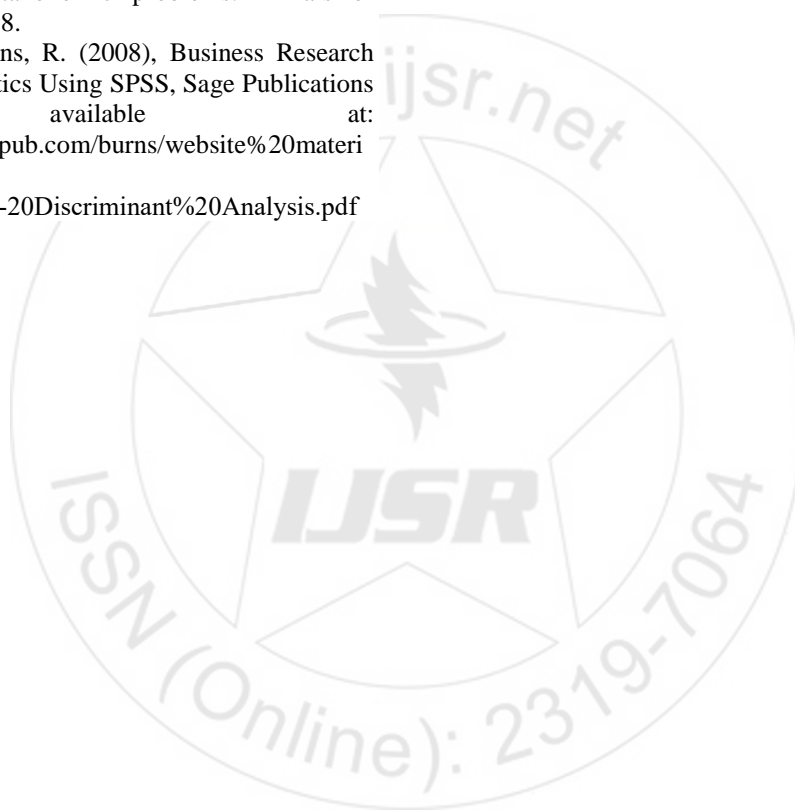 8.
ns, R. (2008), Business Research
tics Using SPSS, Sage Publications
available at:
pub.com/burns/website%20materi
-20Discriminant%20Analysis.pdf
ijsr.net
IJSR
ISSN (Online): 2319-7064